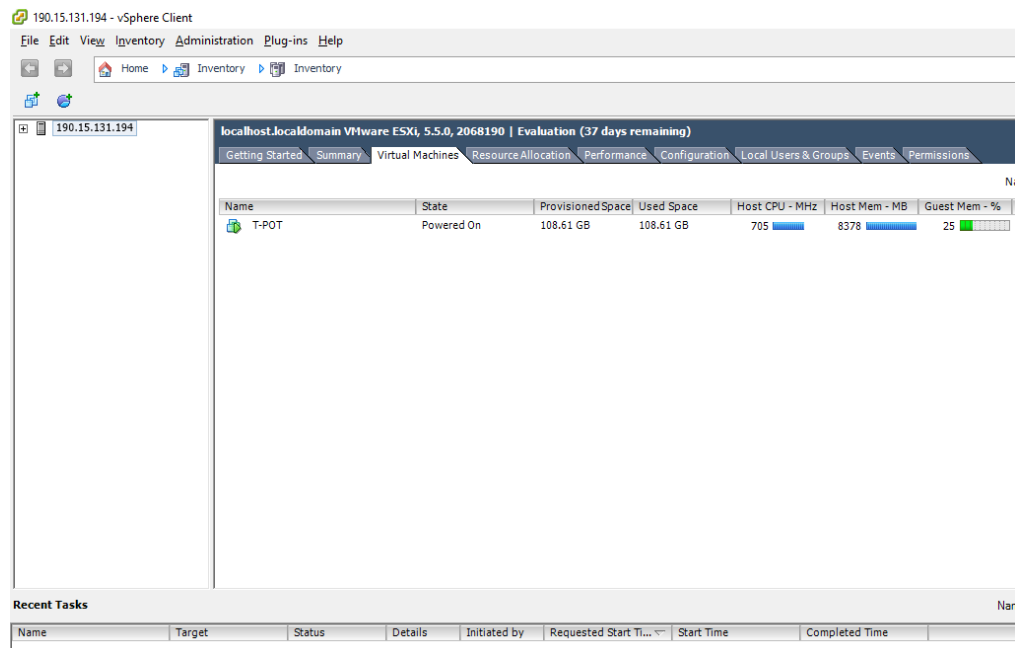 190.15.131.194 - vSphere Client
File Edit View Inventory Administration Plug-ins Help
Home Inventory Inventory
190.15.131.194
localhost.localdomain VMware ESXi, 5.5.0, 2068190 | Evaluation (37 days remaining)
Getting Started Summary Virtual Machines Resource Allocation Performance Configuration Local Users & Groups Events Permissions
Name State Provisioned Space Used Space Host CPU - MHz Host Mem - MB Guest Mem - %
T-POT Powered On 108.61 GB 108.61 GB 705 8378 25
Recent Tasks
Name Target Status Details Initiated by Requested Start Ti... Start Time Completed Time